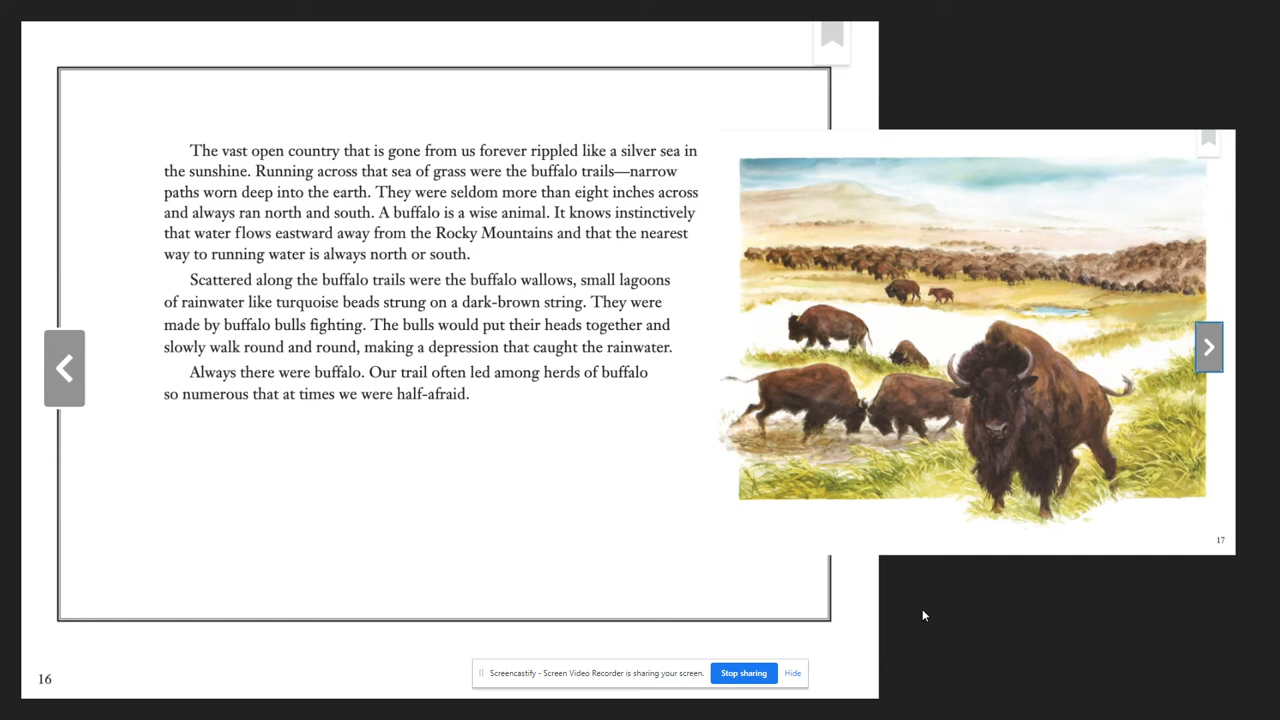 The vast open country that is gone from us forever rippled like a silver sea in
the sunshine. Running across that sea of grass were the buffalo trails—narrow
paths worn deep into the earth. They were seldom more than eight inches across
and always ran north and south. A buffalo is a wise animal. It knows instinctively
that water flows eastward away from the Rocky Mountains and that the nearest
way to running water is always north or south.
Scattered along the buffalo trails were the buffalo wallows, small lagoons
of rainwater like turquoise beads strung on a dark-brown string. They were
made by buffalo bulls fighting. The bulls would put their heads together and
slowly walk round and round, making a depression that caught the rainwater.
Always there were buffalo. Our trail often led among herds of buffalo
so numerous that at times we were half-afraid.
16
17
Screencastify - Screen Video Recorder is sharing your screen.
Stop sharing
Hide